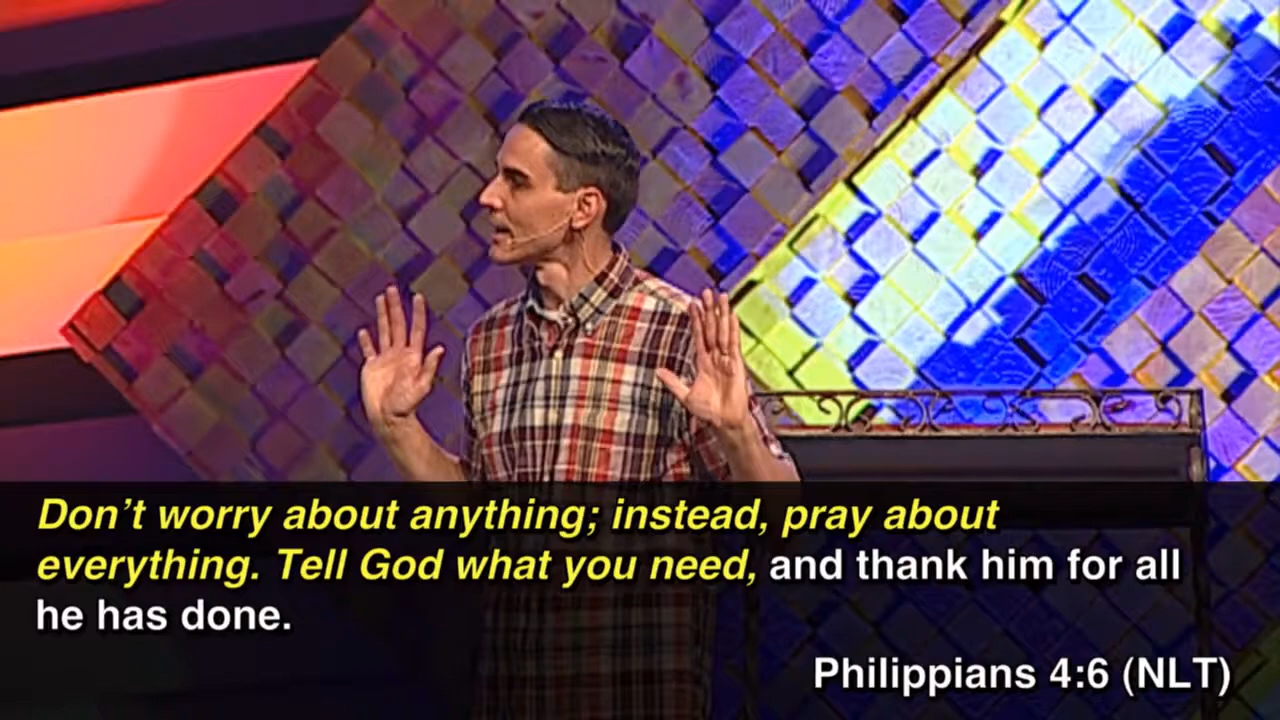 Don’t worry about anything; instead, pray about
everything. Tell God what you need, and thank him for all
he has done.
Philippians 4:6 (NLT)